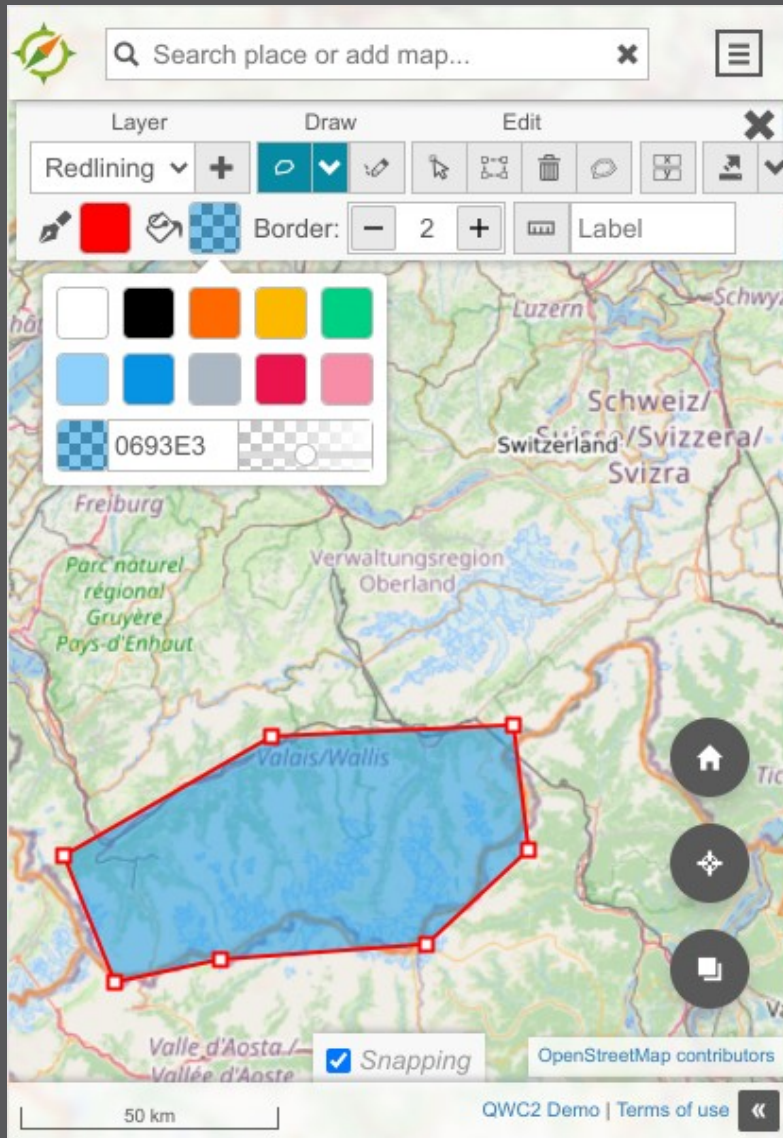 Search place or add map...
Layer
Draw
Edit
Redlining
x
y
Border:
2
Label
0693E3
Luzern
Schwyz
Schweiz/
Suisse/Svizzera/
Svizra
Switzerland
Freiburg
Parc naturel
régional
Gruyère
Pays-d'Enhaut
Verwaltungsregion
Oberland
Valais/Wallis
Valle d'Aosta /
Vallée d'Aoste
Snapping
OpenStreetMap contributors
50 km
QWC2 Demo | Terms of use